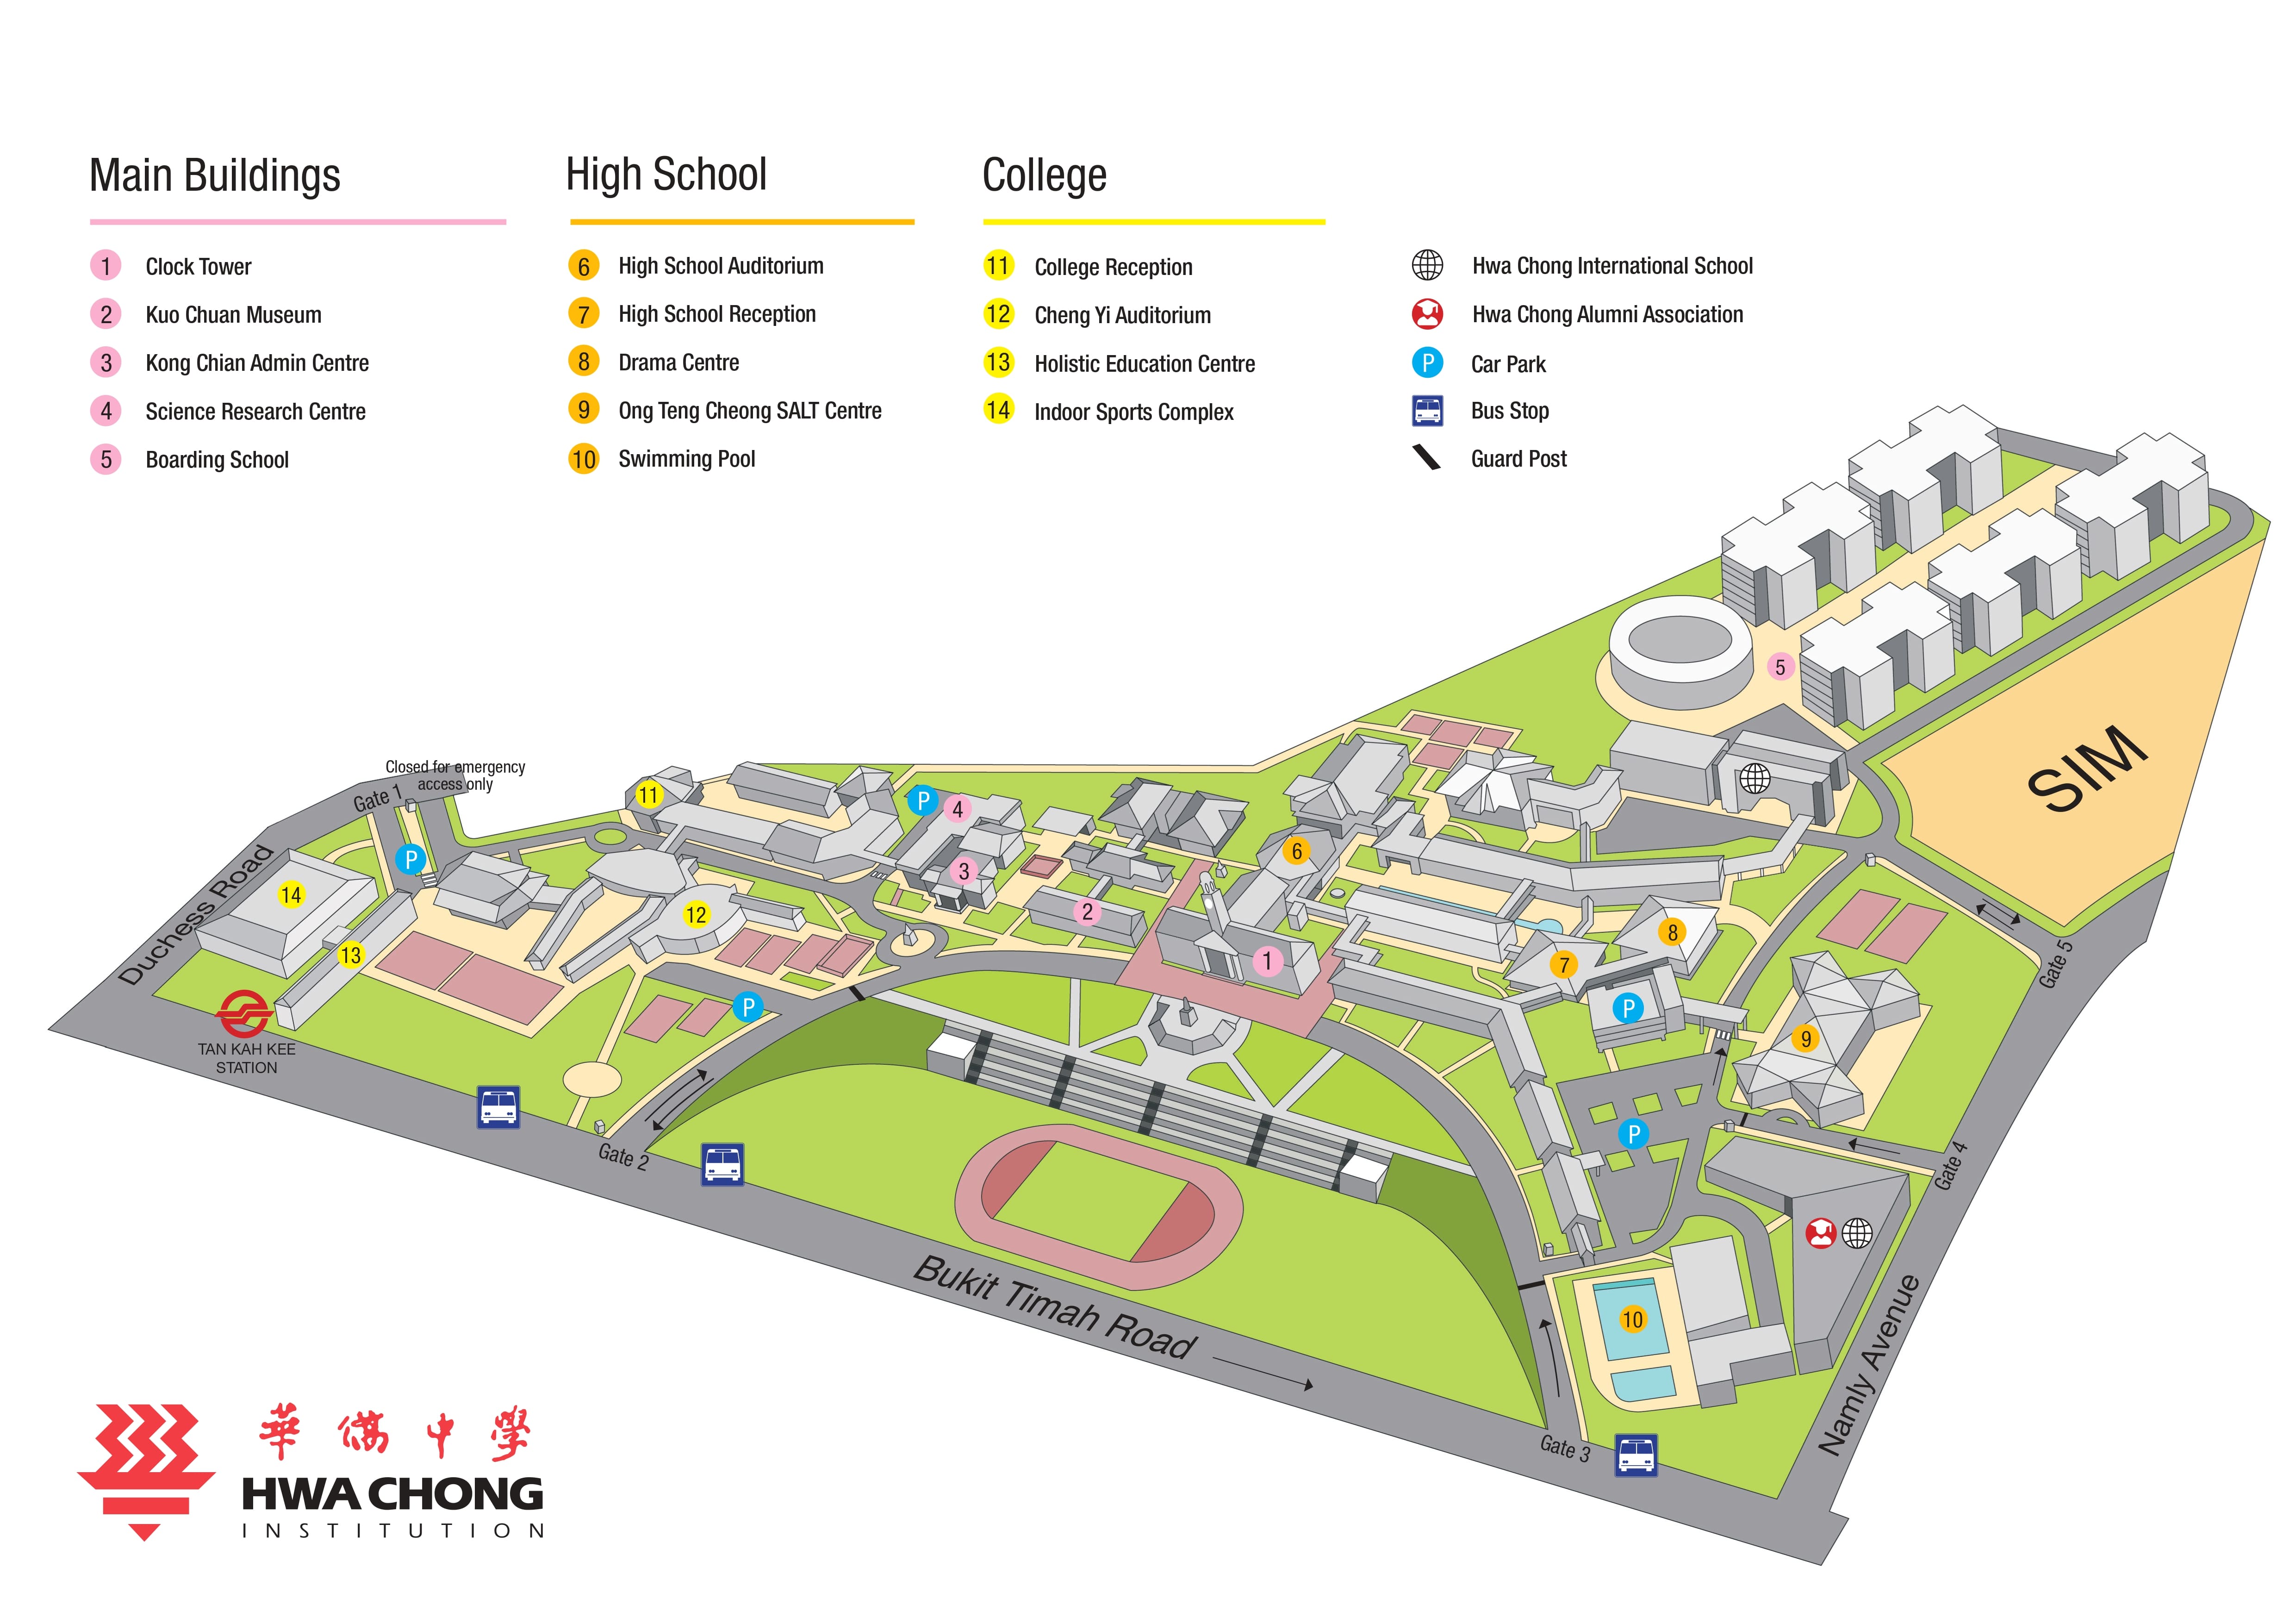 Main Buildings
1 Clock Tower
2 Kuo Chuan Museum
3 Kong Chian Admin Centre
4 Science Research Centre
5 Boarding School
High School
6 High School Auditorium
7 High School Reception
8 Drama Centre
9 Ong Teng Cheong SALT Centre
10 Swimming Pool
College
11 College Reception
12 Cheng Yi Auditorium
13 Holistic Education Centre
14 Indoor Sports Complex
Hwa Chong International School
Hwa Chong Alumni Association
P Car Park
Bus Stop
Guard Post
5
SIM
Closed for emergency
access only
Gate 1
11
P
4
P
6
3
14
Duchess Road
2
12
8
13
1
7
Gate 5
P
P
9
TAN KAH KEE
STATION
P
Gate 2
Gate 4
Bukit Timah Road
10
Namly Avenue
Gate 3
華僑中學
HWA CHONG
INSTITUTION